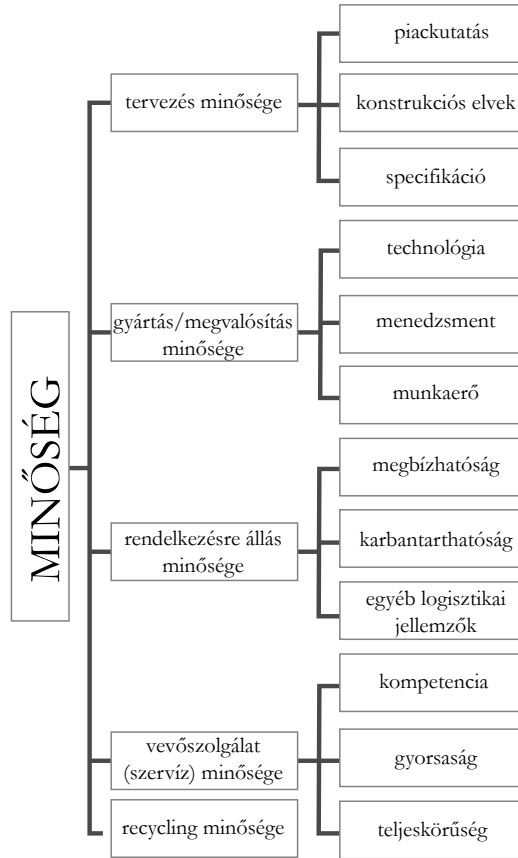 MINŐSÉG
tervezés minősége
piackutatás
konstrukciós elvek
specifikáció
gyártás/megvalósítás
minősége
technológia
menedzsment
munkaerő
rendelkezésre állás
minősége
megbízhatóság
karbantarthatóság
egyéb logisztikai
jellemzők
vevőszolgálat
(szervíz) minősége
kompetencia
gyorsaság
teljeskörűség
recycling minősége